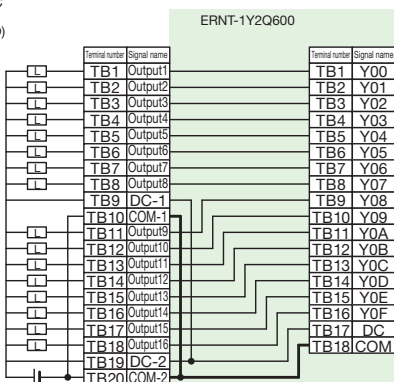 ERNT-1Y2Q600
Terminal number Signal name Terminal number Signal name
L TB1 Output1 TB1 Y00
L TB2 Output2 TB2 Y01
L TB3 Output3 TB3 Y02
L TB4 Output4 TB4 Y03
L TB5 Output5 TB5 Y04
L TB6 Output6 TB6 Y05
L TB7 Output7 TB7 Y06
L TB8 Output8 TB8 Y07
TB9 DC-1 TB9 Y08
TB10 COM-1 TB10 Y09
L TB11 Output9 TB11 Y0A
L TB12 Output10 TB12 Y0B
L TB13 Output11 TB13 Y0C
L TB14 Output12 TB14 Y0D
L TB15 Output13 TB15 Y0E
L TB16 Output14 TB16 Y0F
L TB17 Output15 TB17 DC
L TB18 Output16 TB18 COM
TB19 DC-2
TB20 COM-2